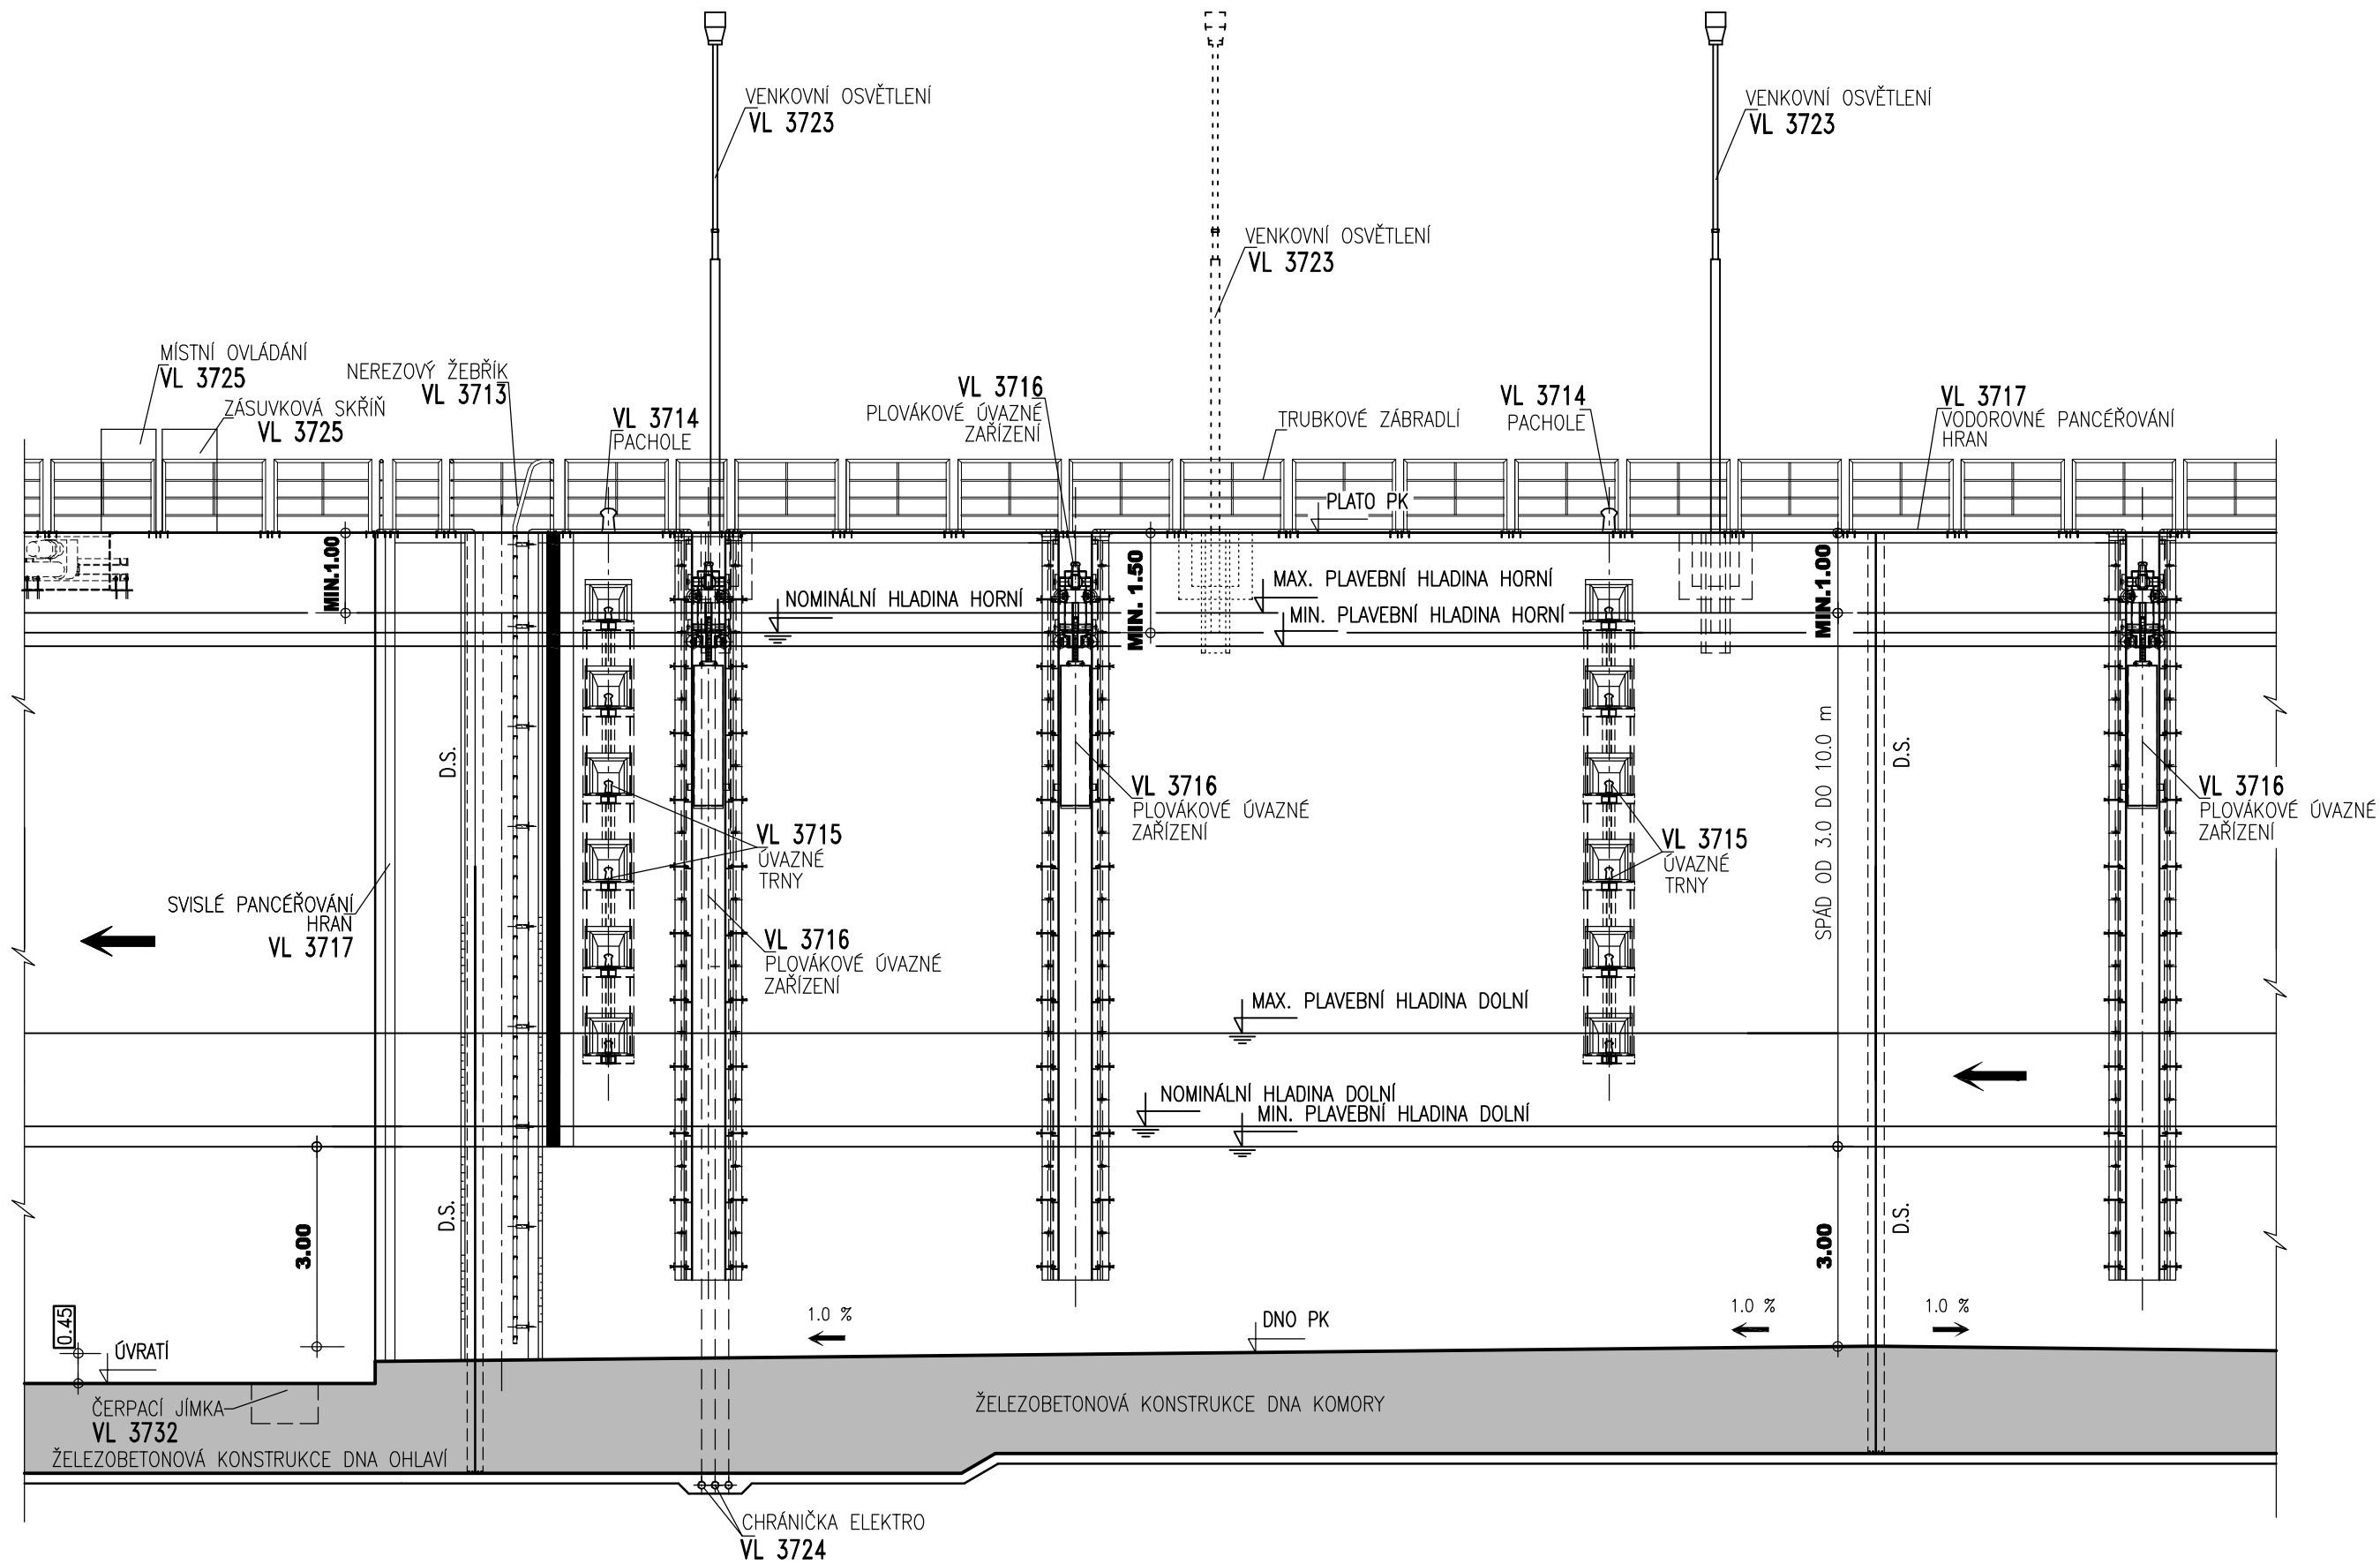 VENKOVNÍ OSVĚTLENÍ
VL 3723
VENKOVNÍ OSVĚTLENÍ
VL 3723
VENKOVNÍ OSVĚTLENÍ
VL 3723
MÍSTNÍ OVLÁDÁNÍ
VL 3725
ZÁSUVKOVÁ SKŘÍŇ
VL 3725
NEREZOVÝ ŽEBŘÍK
VL 3713
VL 3714
PACHOLE
VL 3716
PLOVÁKOVÉ ÚVAZNÉ
ZAŘÍZENÍ
TRUBKOVÉ ZÁBRADLÍ
VL 3714
PACHOLE
VL 3717
VODOROVNÉ PANCÉŘOVÁNÍ
HRAN
PLATO PK
MIN.1.00
NOMINÁLNÍ HLADINA HORNÍ
MIN. 1.50
MAX. PLAVEBNÍ HLADINA HORNÍ
MIN. PLAVEBNÍ HLADINA HORNÍ
MIN.1.00
D.S.
D.S.
SPÁD OD 3.0 DO 10.0 m
VL 3716
PLOVÁKOVÉ ÚVAZNÉ
ZAŘÍZENÍ
VL 3716
PLOVÁKOVÉ ÚVAZNÉ
ZAŘÍZENÍ
VL 3715
ÚVAZNÉ
TRNY
VL 3715
ÚVAZNÉ
TRNY
SVISLÉ PANCÉŘOVÁNÍ
HRAN
VL 3717
VL 3716
PLOVÁKOVÉ ÚVAZNÉ
ZAŘÍZENÍ
MAX. PLAVEBNÍ HLADINA DOLNÍ
NOMINÁLNÍ HLADINA DOLNÍ
MIN. PLAVEBNÍ HLADINA DOLNÍ
D.S.
D.S.
3.00
3.00
0.45
1.0 %
DNO PK
1.0 %
1.0 %
ÚVRATÍ
ČERPACÍ JÍMKA
VL 3732
ŽELEZOBETONOVÁ KONSTRUKCE DNA OHLAVÍ
ŽELEZOBETONOVÁ KONSTRUKCE DNA KOMORY
CHRÁNIČKA ELEKTRO
VL 3724